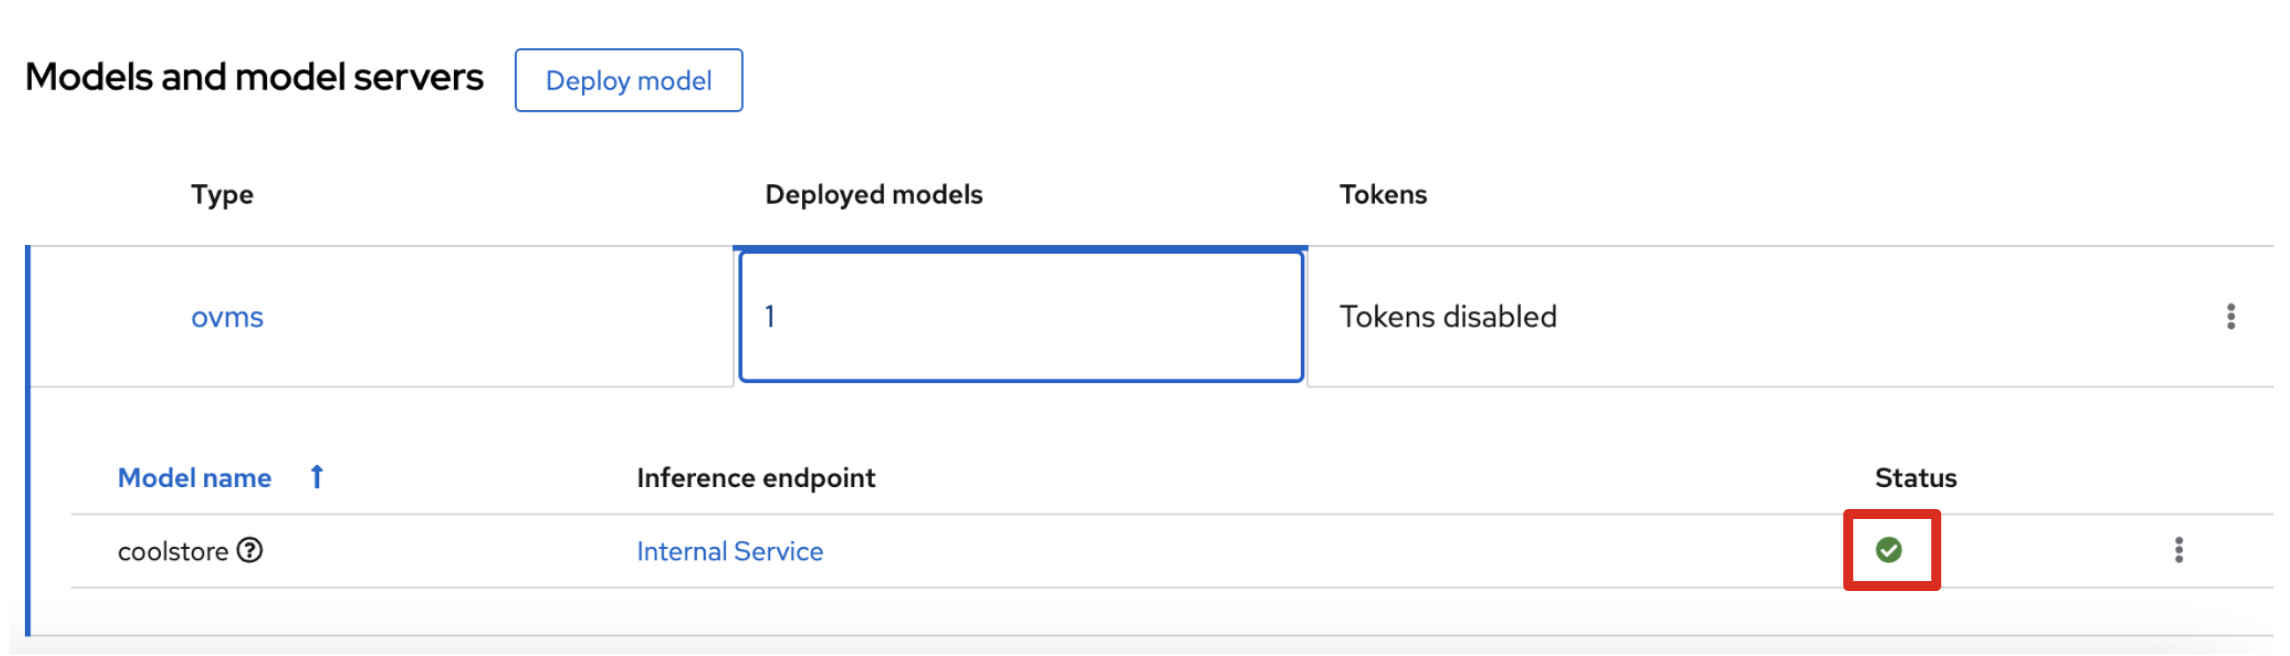 Models and model servers Deploy model
Type Deployed models Tokens
ovms 1 Tokens disabled
Model name Inference endpoint Status
coolstore Internal Service